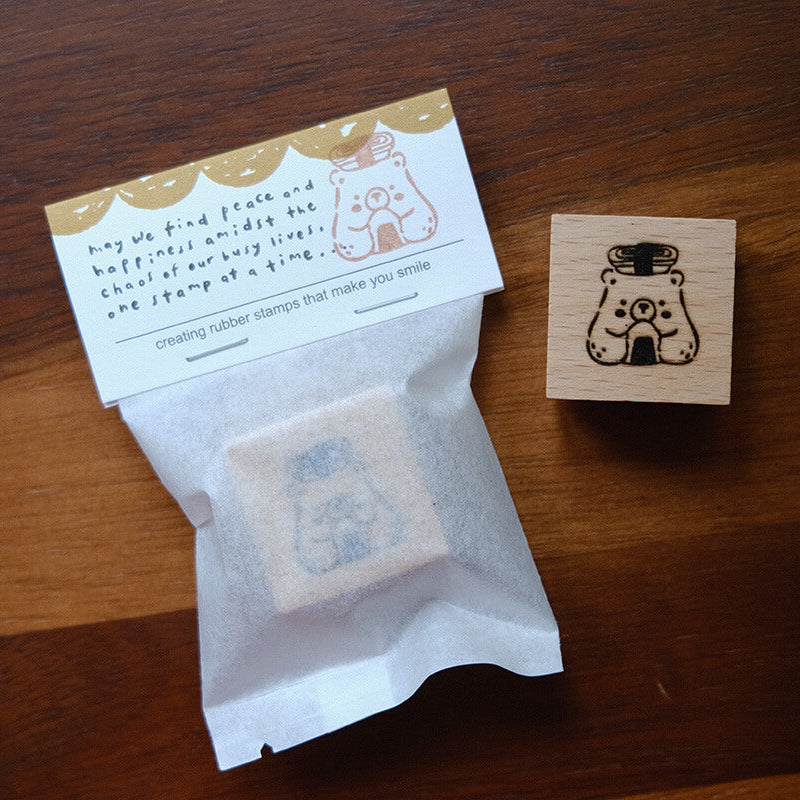 may we find peace and
happiness amidst the
chaos of our busy lives.
one stamp at a time...
creating rubber stamps that make you smile